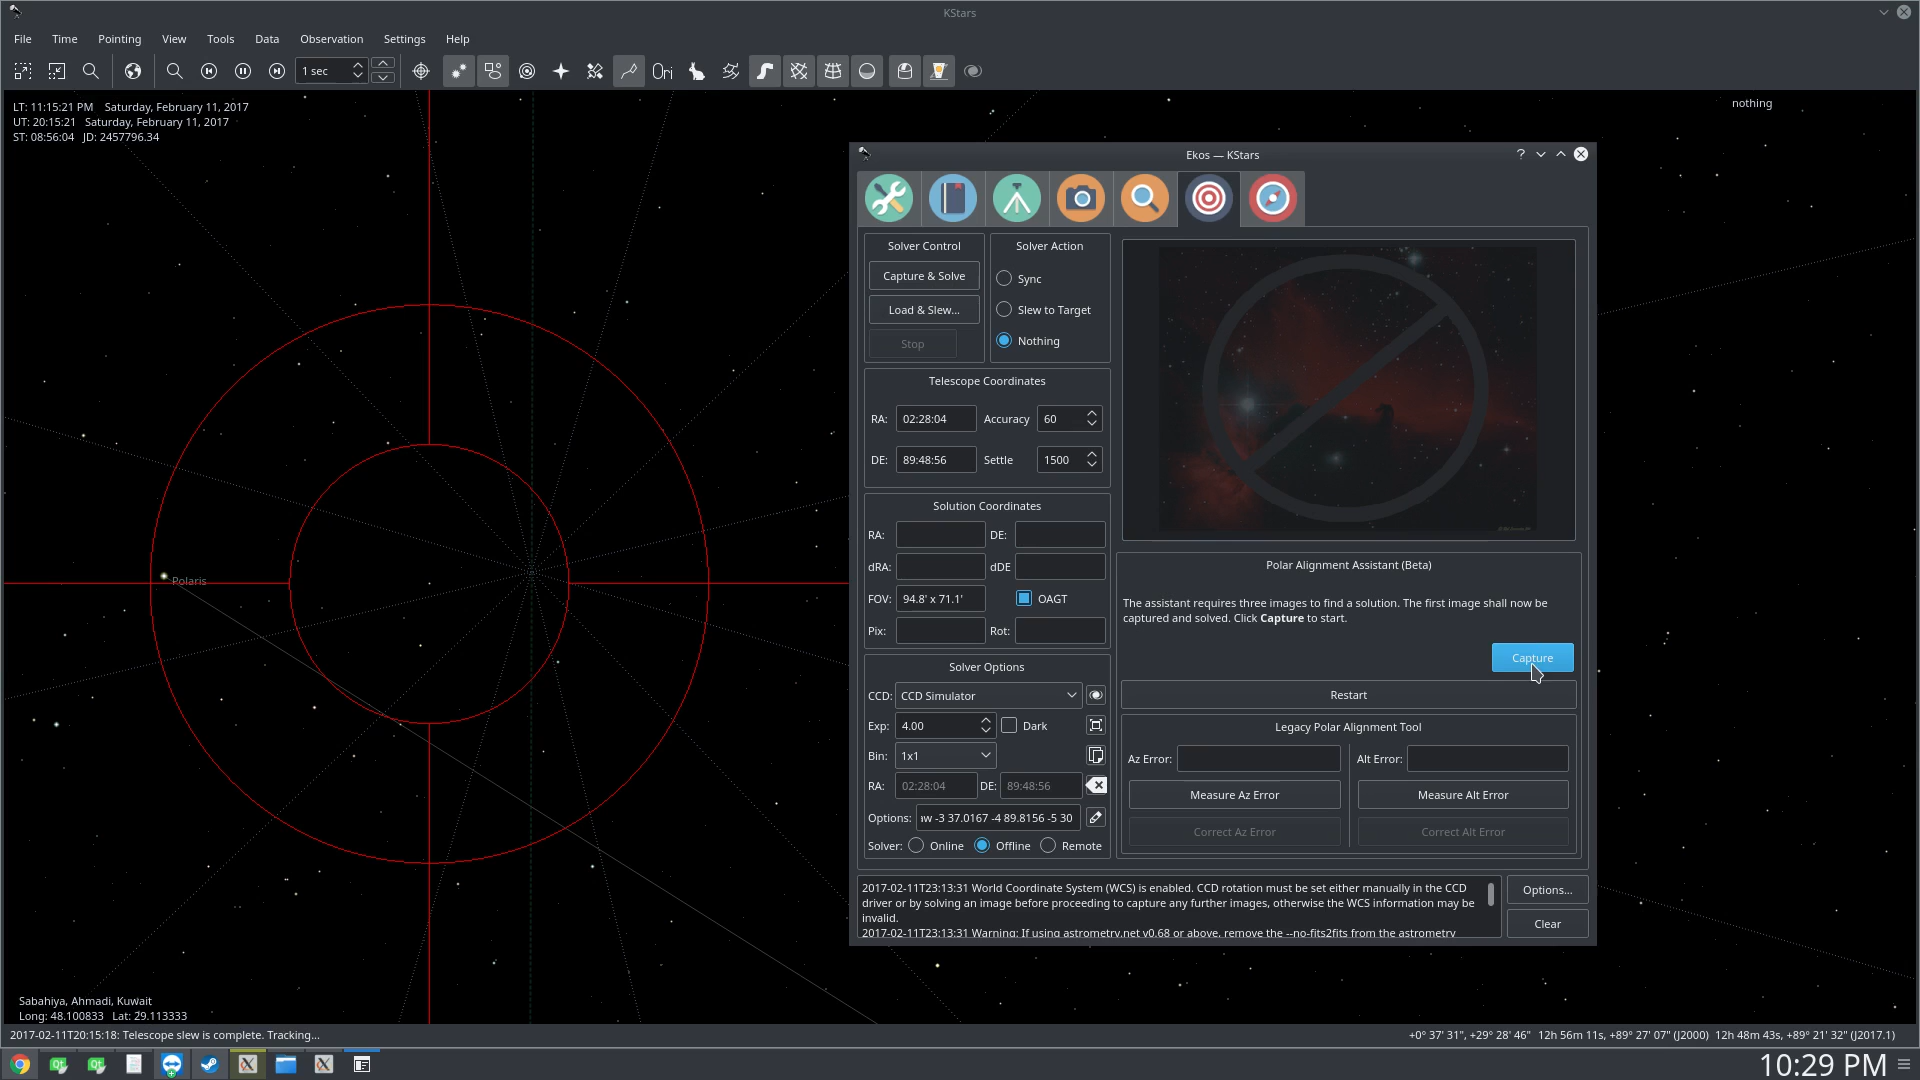 KStars
File Time Pointing View Tools Data Observation Settings Help
1 sec
Ori
LT: 11:15:21 PM Saturday, February 11, 2017
UT: 20:15:21 Saturday, February 11, 2017
ST: 08:56:04 JD: 2457796.34
nothing
Polaris
Ekos — KStars
Solver Control
Capture & Solve
Load & Slew...
Stop
Solver Action
Sync
Slew to Target
Nothing
Telescope Coordinates
RA: 02:28:04 Accuracy 60
DE: 89:48:56 Settle 1500
Solution Coordinates
RA: DE:
dRA: dDE
FOV: 94.8' x 71.1' OAGT
Pix: Rot:
Solver Options
CCD: CCD Simulator
Exp: 4.00 Dark
Bin: 1x1
RA: 02:28:04 DE: 89:48:56
Options: -3 37.0167 -4 89.8156 -5 30
Solver: Online Offline Remote
Polar Alignment Assistant (Beta)
The assistant requires three images to find a solution. The first image shall now be
captured and solved. Click Capture to start.
Capture
Restart
Legacy Polar Alignment Tool
Az Error: Alt Error:
Measure Az Error Measure Alt Error
Correct Az Error Correct Alt Error
2017-02-11T23:13:31 World Coordinate System (WCS) is enabled. CCD rotation must be set either manually in the CCD
driver or by solving an image before proceeding to capture any further images, otherwise the WCS information may be
invalid.
2017-02-11T23:13:31 Warning: If using astrometry.net v0.68 or above, remove the --no-fits2fits from the astrometry
Options...
Clear
Sabahiya, Ahmadi, Kuwait
Long: 48.100833 Lat: 29.113333
2017-02-11T20:15:18: Telescope slew is complete. Tracking...
+0° 37' 31", +29° 28' 46" 12h 56m 11s, +89° 27' 07" (J2000) 12h 48m 43s, +89° 21' 32" (J2017.1)
10:29 PM